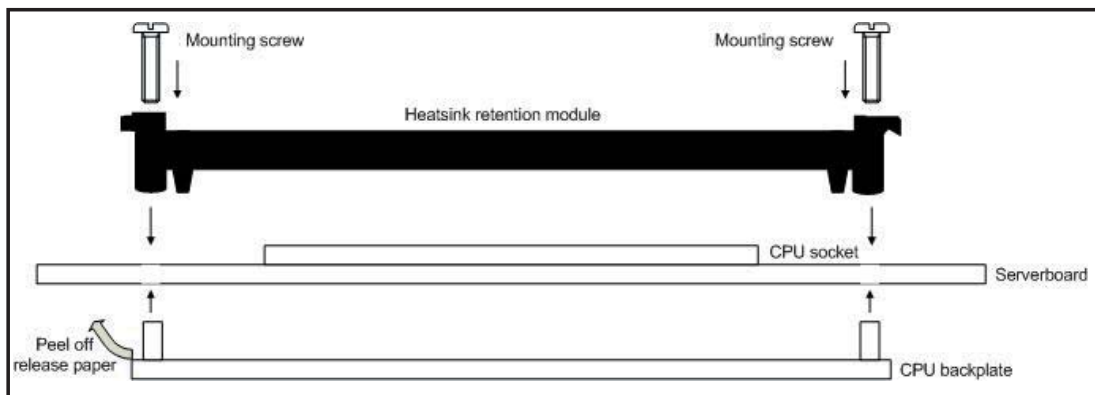 Mounting screw
Mounting screw
Heatsink retention module
CPU socket
Serverboard
Peel off
release paper
CPU backplate